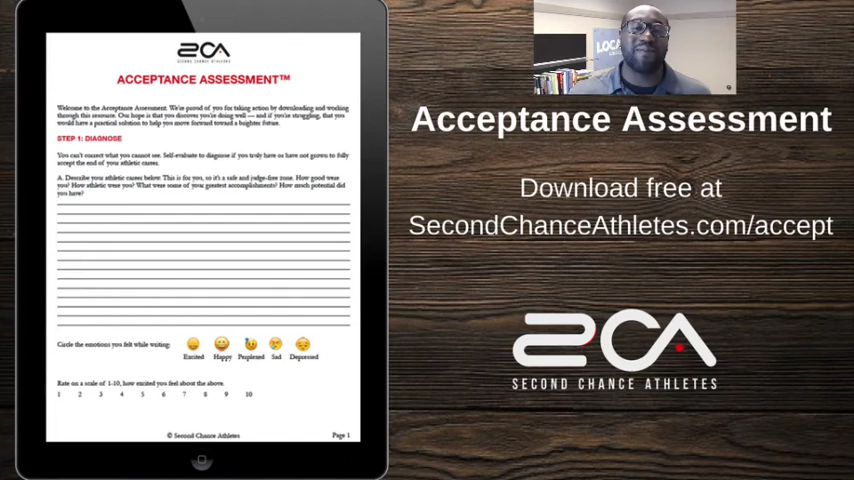 2CA
SECOND CHANCE ATHLETES
ACCEPTANCE ASSESSMENT™
Welcome to the Acceptance Assessment. We're proud of you for taking action by downloading and working
through this resource. Our hope is that you discover you're doing well — and if you're struggling, that you
would have a practical solution to help you move forward toward a brighter future.
STEP 1: DIAGNOSE
You can't correct what you cannot see. Self-evaluate to diagnose if you truly have or have not grown to fully
accept the end of your athletic career.
A. Describe your athletic career below. This is for you, so it's a safe and judge-free zone. How good were
you? How athletic were you? What were some of your greatest accomplishments? How much potential did
you have?
Circle the emotions you felt while writing:
Excited Happy Perplexed Sad Depressed
Rate on a scale of 1-10, how excited you feel about the above.
1 2 3 4 5 6 7 8 9 10
© Second Chance Athletes Page 1
LOCA
Acceptance Assessment
Download free at
SecondChanceAthletes.com/accept
2CA
SECOND CHANCE ATHLETES